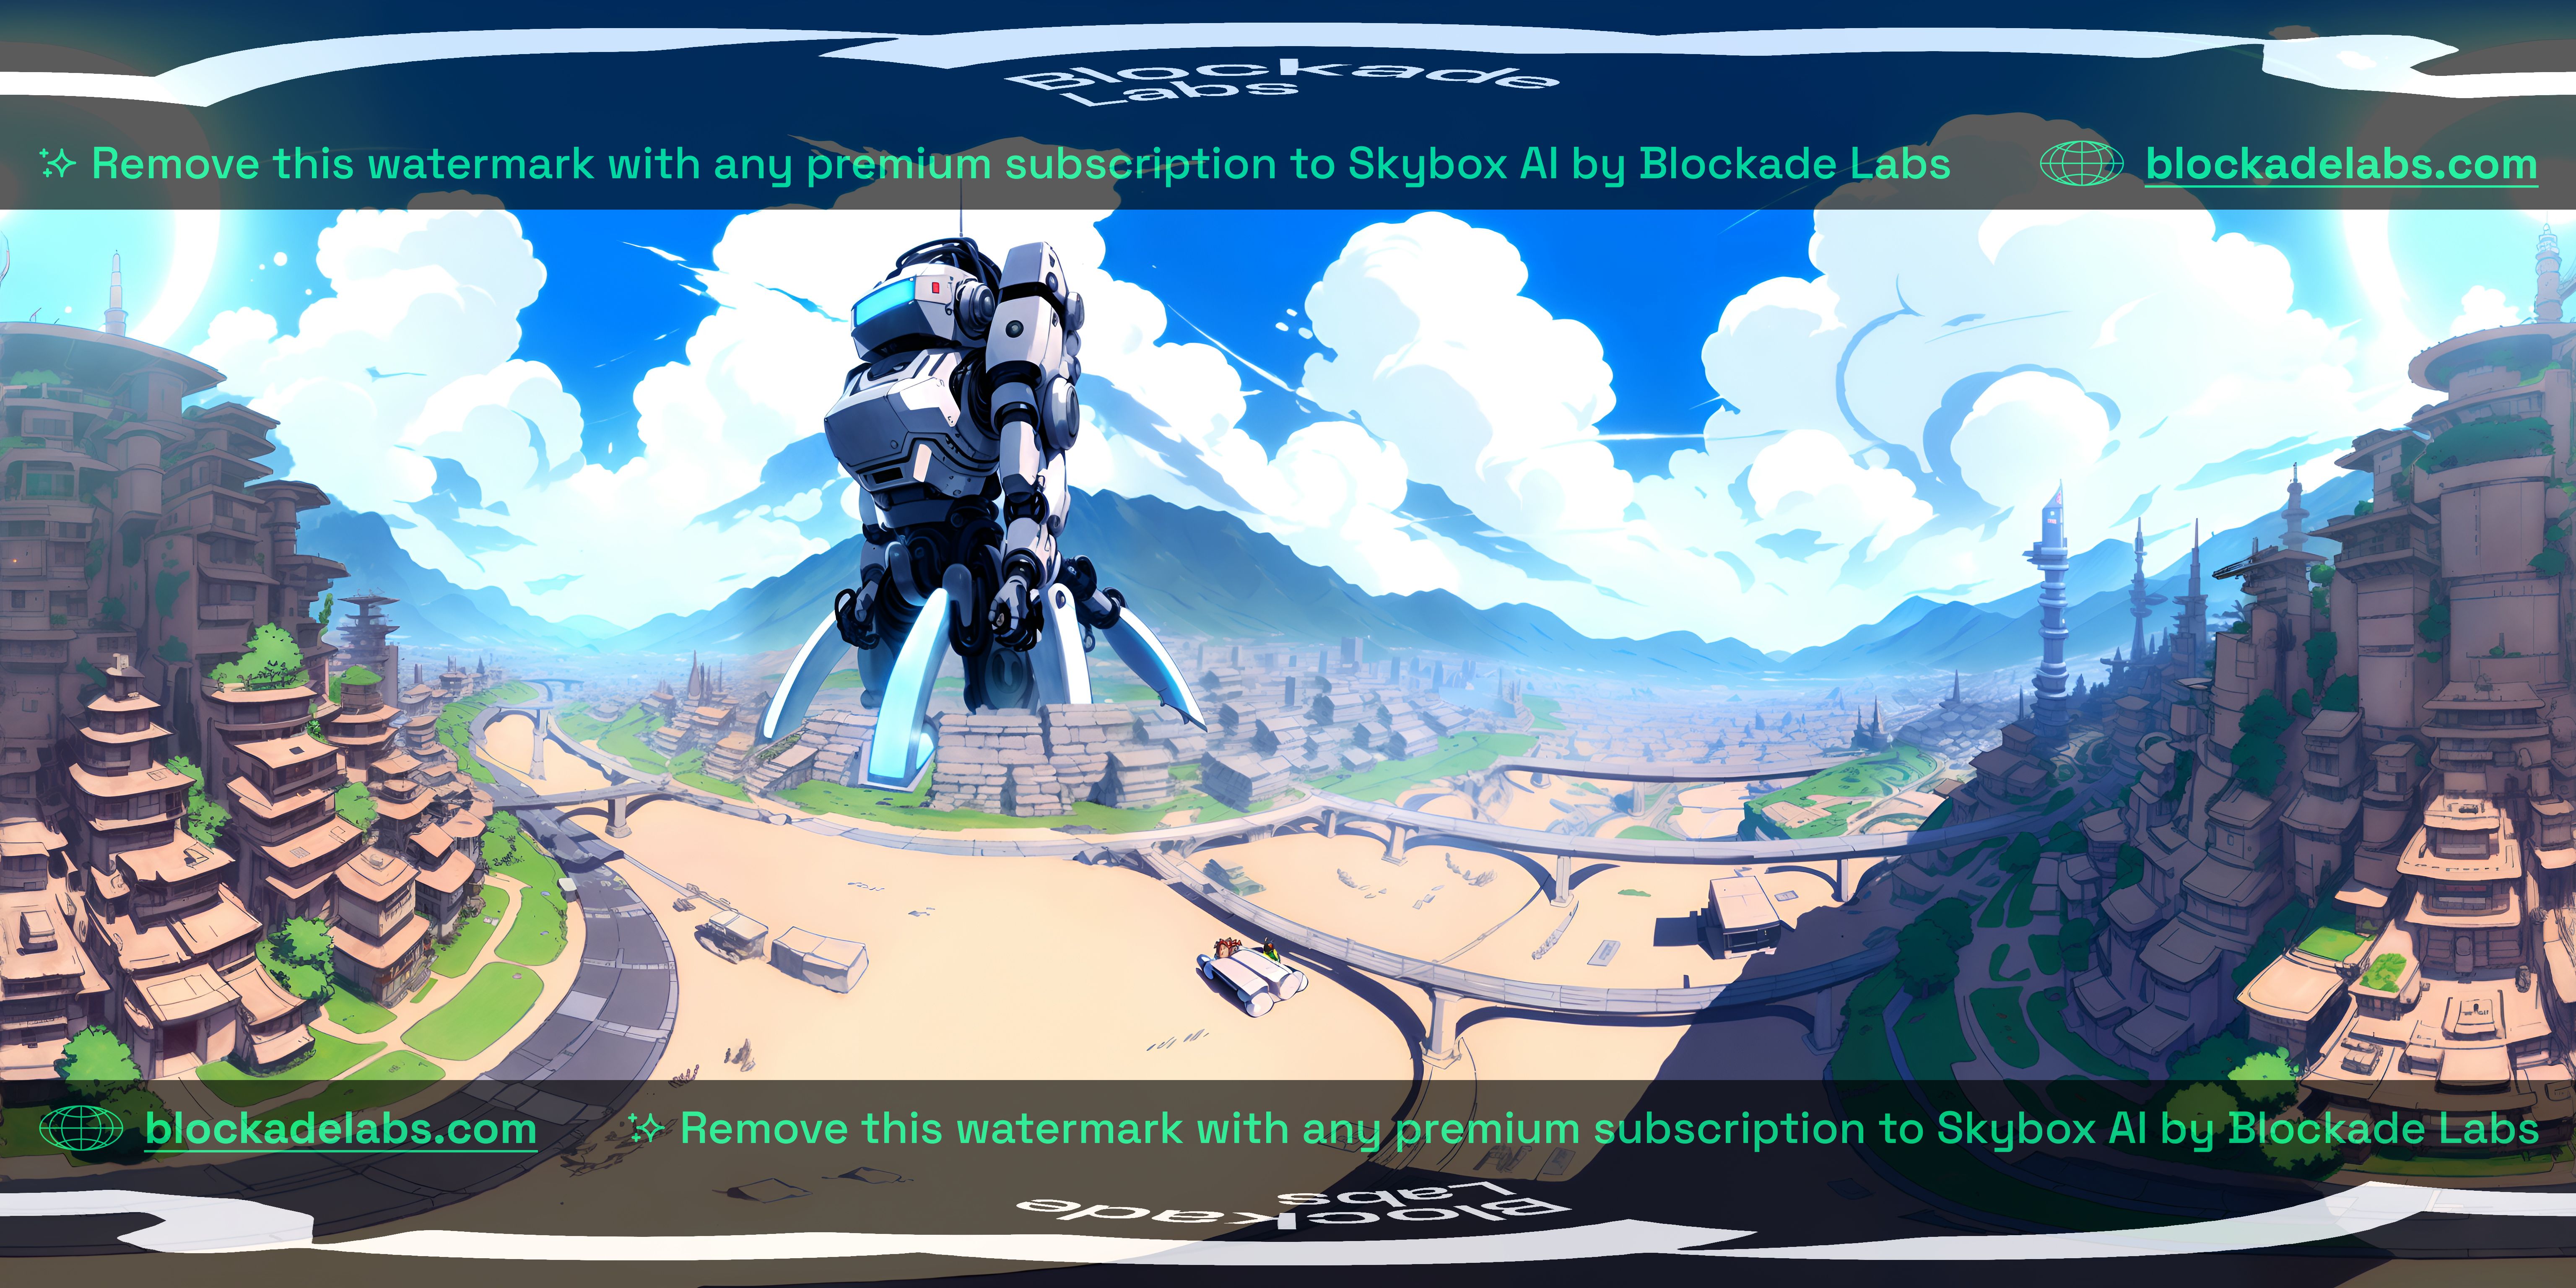 Blockade
Labs
Remove this watermark with any premium subscription to Skybox AI by Blockade Labs
blockadelabs.com
blockadelabs.com
Remove this watermark with any premium subscription to Skybox AI by Blockade Labs
Labs
Blockade